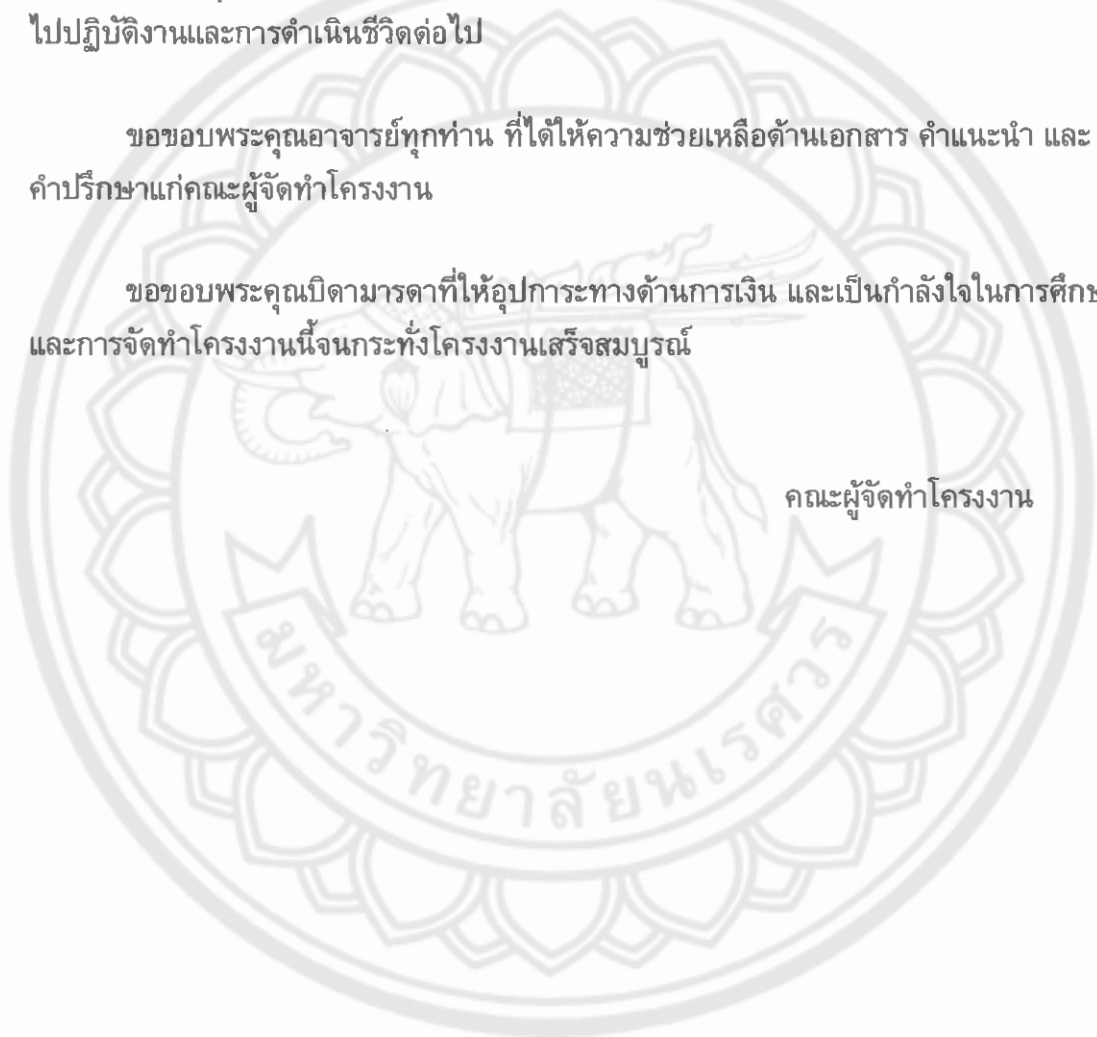 ไปปฏิบัติงานและการดำเนินชีวิตต่อไป
ขอขอบพระคุณอาจารย์ทุกท่าน ที่ได้ให้ความช่วยเหลือด้านเอกสาร คำแนะนำ และ
คำปรึกษาแก่คณะผู้จัดทำโครงงาน
ขอขอบพระคุณบิดามารดาที่ให้อุปการะทางด้านการเงิน และเป็นกำลังใจในการศึกษ
และการจัดทำโครงงานนี้จนกระทั่งโครงงานเสร็จสมบูรณ์
คณะผู้จัดทำโครงงาน
มหาวิทยาลัยนเรศวร